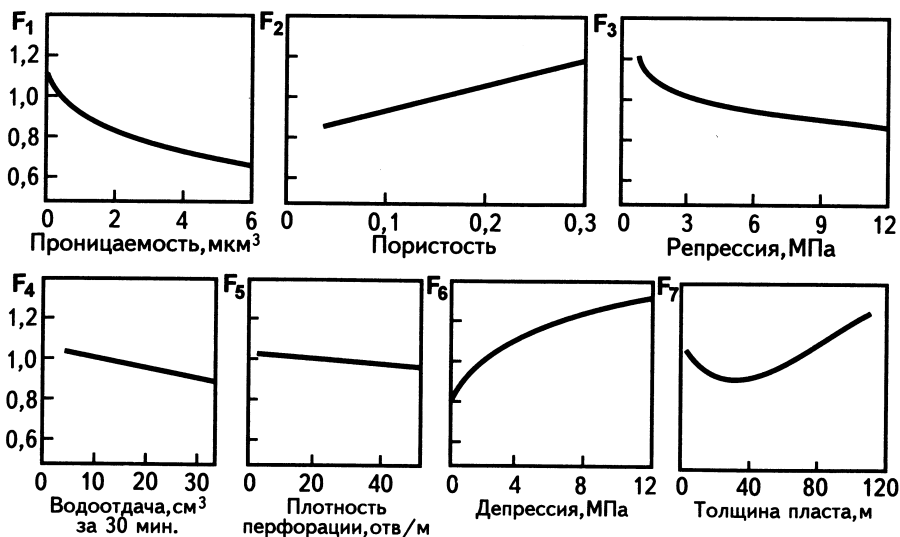 F1 F2 F3
1,2
1,0
0,8
0,6
0 2 4 6 0 0,1 0,2 0,3 0 3 6 9 12
Проницаемость,мкм3 Пористость Репрессия,МПа
F4 F5 F6 F7
1,2
1,0
0,8
0,6
0 10 20 30 0 20 40 0 4 8 12 0 40 80 120
Водоотдача,см3 Плотность Депрессия,МПа Толщина пласта,м
за 30 мин. перфорации,отв/м